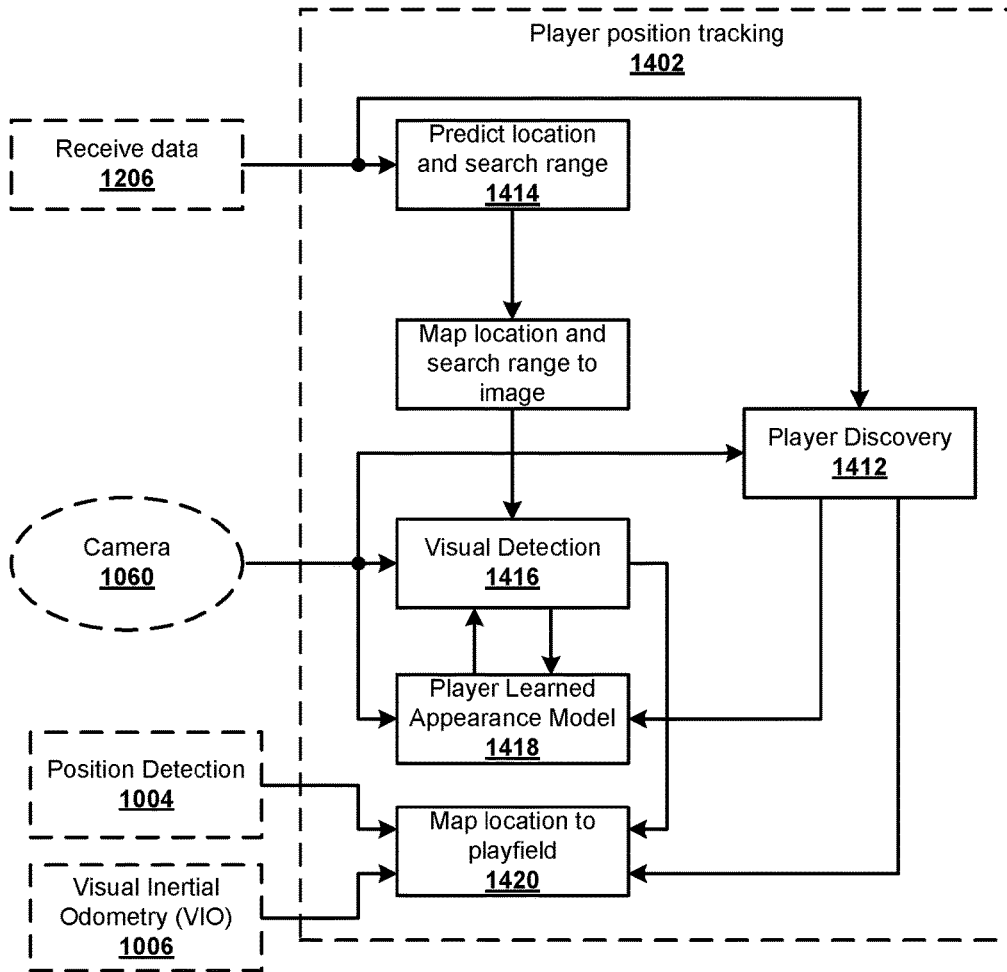 Player position tracking
1402
Receive data
1206
Predict location
and search range
1414
Map location and
search range to
image
Player Discovery
1412
Camera
1060
Visual Detection
1416
Player Learned
Appearance Model
1418
Position Detection
1004
Map location to
playfield
1420
Visual Inertial
Odometry (VIO)
1006